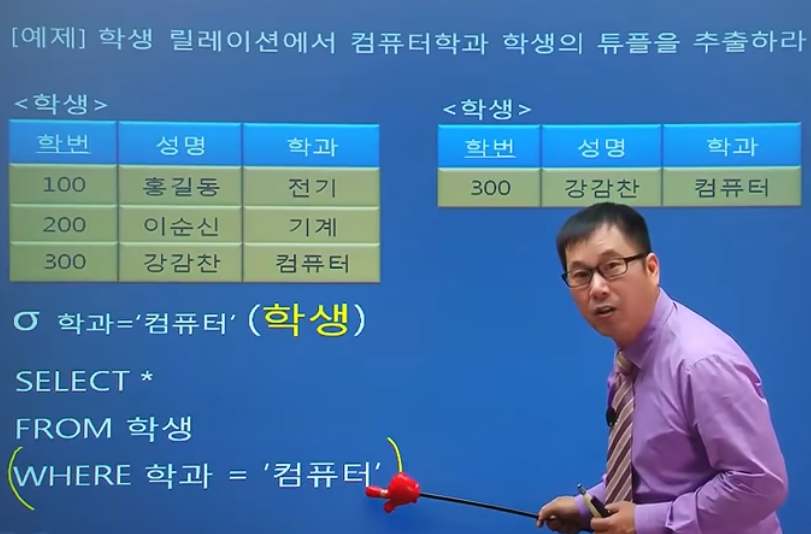 [예제] 학생 릴레이션에서 컴퓨터학과 학생의 튜플을 추출하라
<학생>
학번 성명 학과
100 홍길동 전기
200 이순신 기계
300 강감찬 컴퓨터
<학생>
학번 성명 학과
300 강감찬 컴퓨터
σ 학과='컴퓨터' (학생)
SELECT *
FROM 학생
(WHERE 학과 = '컴퓨터')